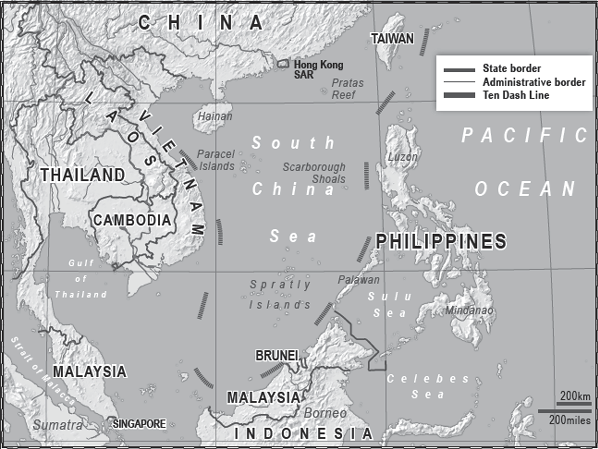 CHINA
TAIWAN
Hong Kong
SAR
State border
Administrative border
Ten Dash Line
Pratas
Reef
LAOS
VIETNAM
Hainan
PACIFIC
OCEAN
South
China
Sea
Paracel
Islands
Scarborough
Shoals
Luzon
THAILAND
CAMBODIA
PHILIPPINES
Gulf
of
Thailand
Spratly
Islands
Palawan
Sulu
Sea
Mindanao
Strait of Malacca
MALAYSIA
BRUNEI
MALAYSIA
Celebes
Sea
Borneo
Sumatra
SINGAPORE
INDONESIA
200km
200miles